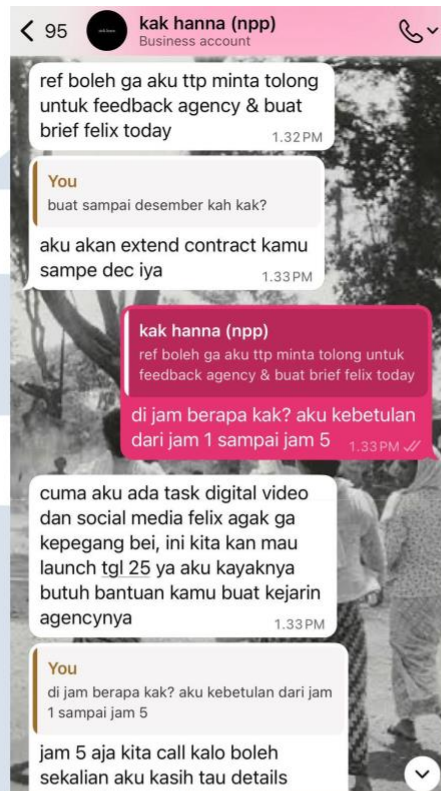 95
kak hanna (npp)
Business account
ref boleh ga aku ttp minta tolong
untuk feedback agency & buat
brief felix today
1.32 PM
You
buat sampai desember kah kak?
aku akan extend contract kamu
sampe dec iya
1.33 PM
kak hanna (npp)
ref boleh ga aku ttp minta tolong untuk
feedback agency & buat brief felix today
di jam berapa kak? aku kebetulan
dari jam 1 sampai jam 5
1.33 PM
cuma aku ada task digital video
dan social media felix agak ga
kepegang bei, ini kita kan mau
launch tgl 25 ya aku kayaknya
butuh bantuan kamu buat kejarin
agencynya
1.33 PM
You
di jam berapa kak? aku kebetulan dari jam
1 sampai jam 5
jam 5 aja kita call kalo boleh
sekalian aku kasih tau details